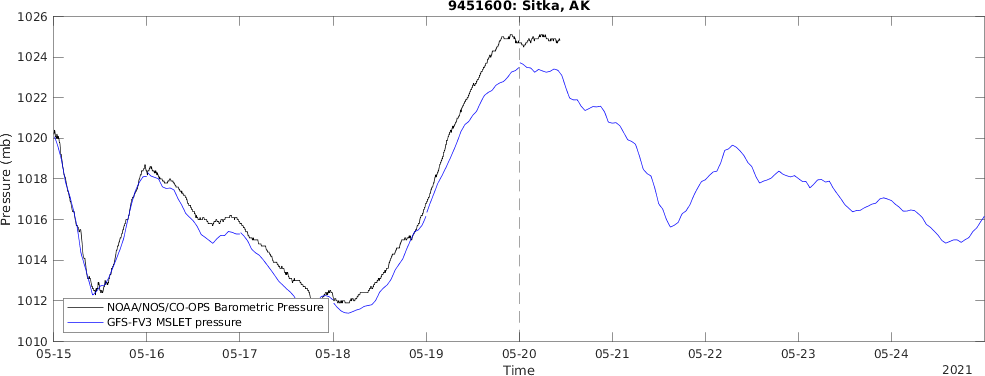 9451600: Sitka, AK
1026
1024
1022
1020
1018
1016
1014
1012
1010
Pressure (mb)
NOAA/NOS/CO-OPS Barometric Pressure
GFS-FV3 MSLET pressure
05-15 05-16 05-17 05-18 05-19 05-20 05-21 05-22 05-23 05-24
Time
2021